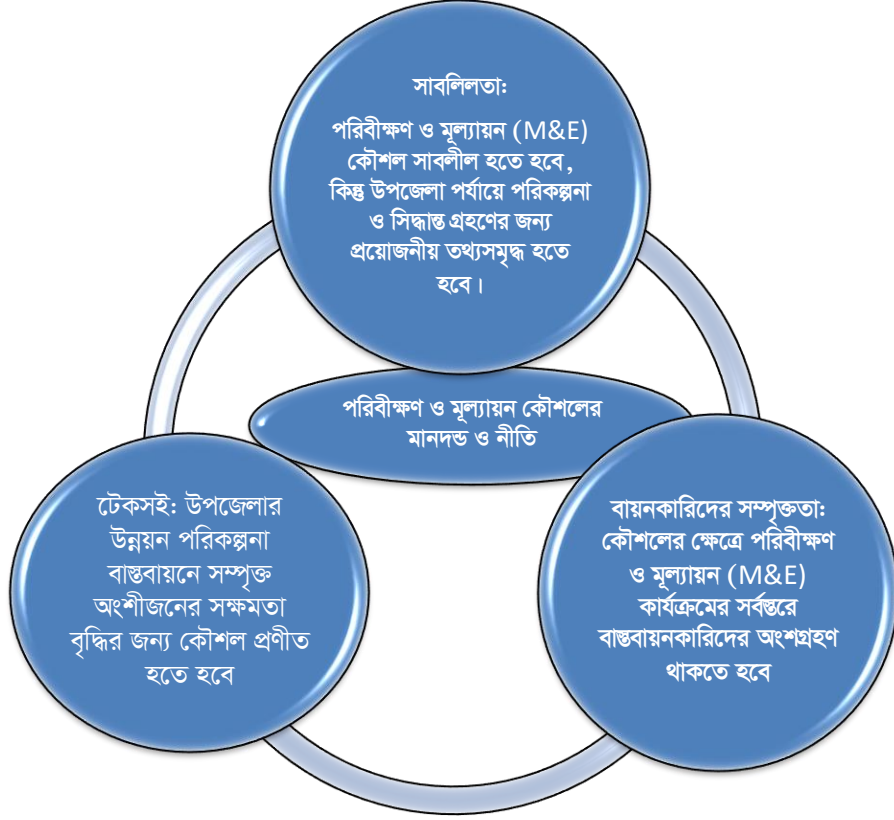 সাবলিলতা:
পরিবীক্ষণ ও মূল্যায়ন (M&E)
কৌশল সাবলীল হতে হবে,
কিন্তু উপজেলা পর্যায়ে পরিকল্পনা
ও সিদ্ধান্ত গ্রহণের জন্য
প্রয়োজনীয় তথ্যসমৃদ্ধ হতে
হবে।
পরিবীক্ষণ ও মূল্যায়ন কৌশলের
মানদন্ড ও নীতি
টেকসই: উপজেলার
উন্নয়ন পরিকল্পনা
বাস্তবায়নে সম্পৃক্ত
অংশীজনের সক্ষমতা
বৃদ্ধির জন্য কৌশল প্রণীত
হতে হবে
বায়নকারিদের সম্পৃক্ততা:
কৌশলের ক্ষেত্রে পরিবীক্ষণ
ও মূল্যায়ন (M&E)
কার্যক্রমের সর্বস্তরে
বাস্তবায়নকারিদের অংশগ্রহণ
থাকতে হবে